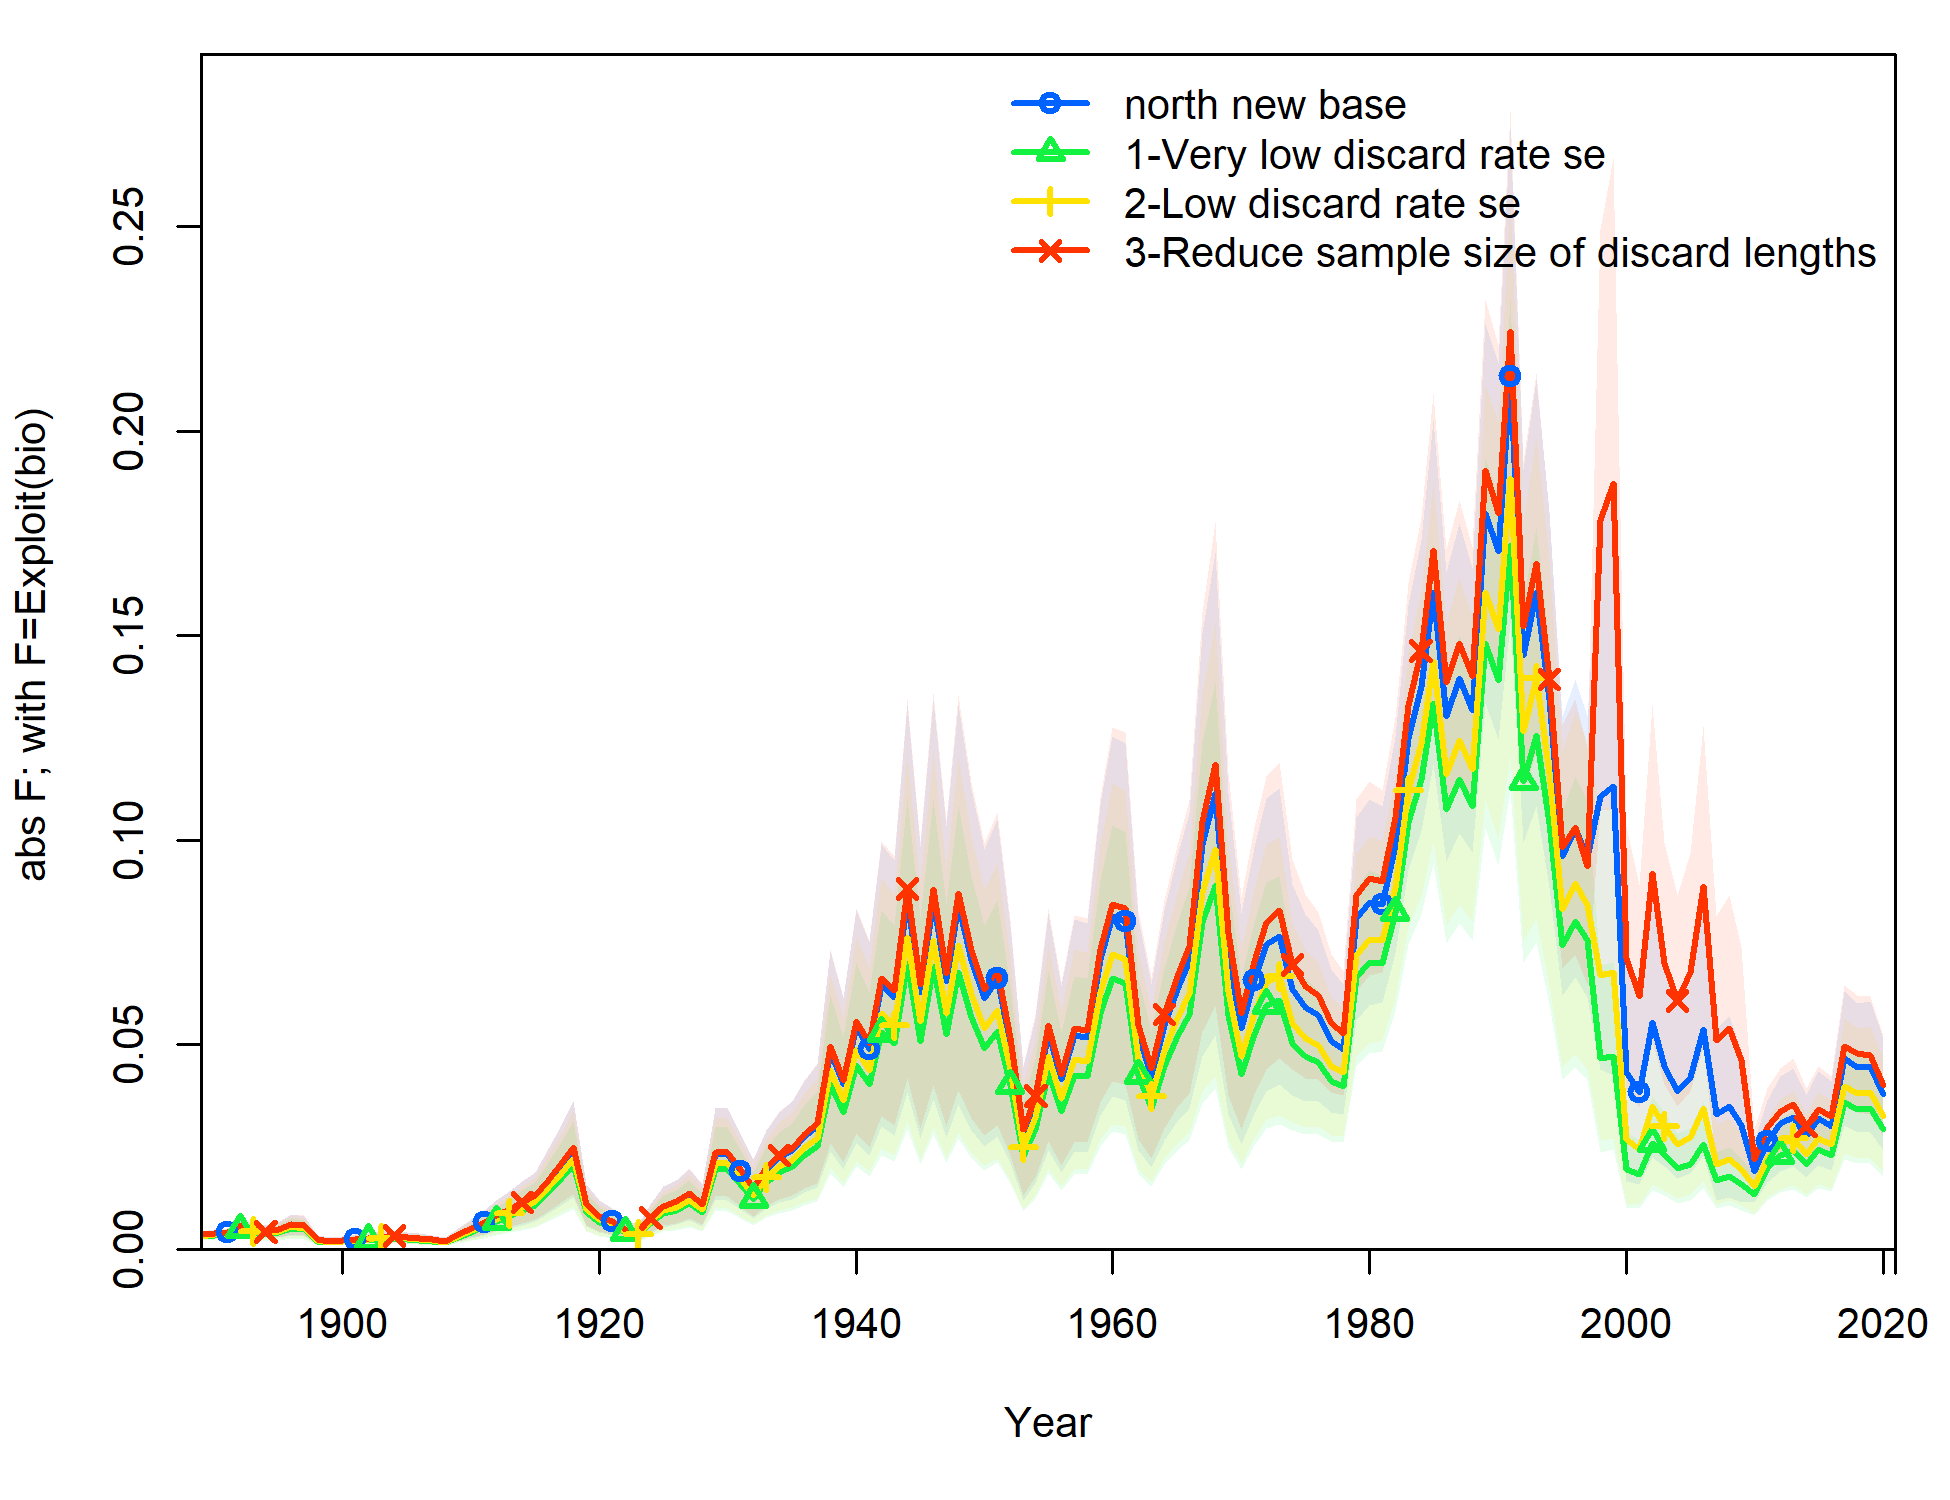 north new base
1-Very low discard rate se
2-Low discard rate se
3-Reduce sample size of discard lengths
abs F; with F=Exploit(bio)
0.25
0.20
0.15
0.10
0.05
0.00
1900 1920 1940 1960 1980 2000 2020
Year